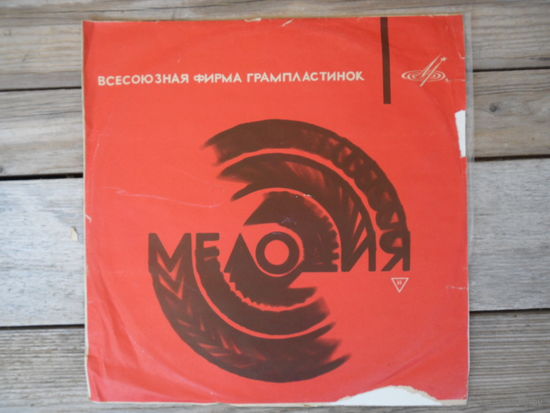 ВСЕСОЮЗНАЯ ФИРМА ГРАМПЛАСТИНОК
МЕЛОДИЯ